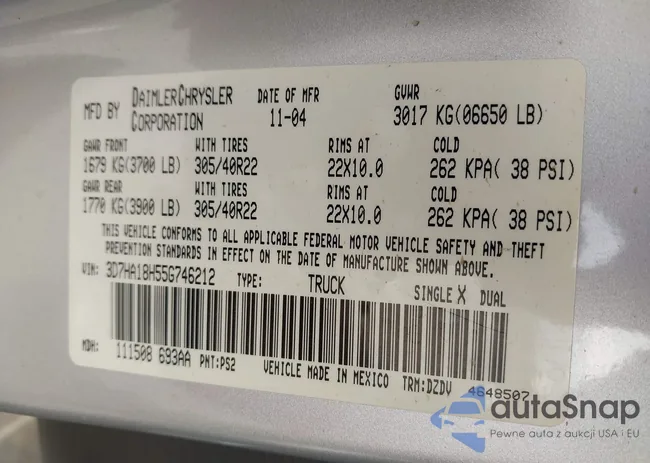 MFD BY DAIMLERCHRYSLER CORPORATION DATE OF MFR 11-04 GVWR 3017 KG(06650 LB)
GAWR FRONT WITH TIRES RIMS AT COLD
1679 KG(3700 LB) 305/40R22 22X10.0 262 KPA( 38 PSI)
GAWR REAR WITH TIRES RIMS AT COLD
1770 KG(3900 LB) 305/40R22 22X10.0 262 KPA( 38 PSI)
THIS VEHICLE CONFORMS TO ALL APPLICABLE FEDERAL MOTOR VEHICLE SAFETY AND THEFT
PREVENTION STANDARDS IN EFFECT ON THE DATE OF MANUFACTURE SHOWN ABOVE.
VIN: 3D7HA18H55G746212 TYPE: TRUCK SINGLE X DUAL
MDH: 111508 693AA PNT:PS2 VEHICLE MADE IN MEXICO TRM:DZDV 4648507
autaSnap
Pewne auta z aukcji USA i EU